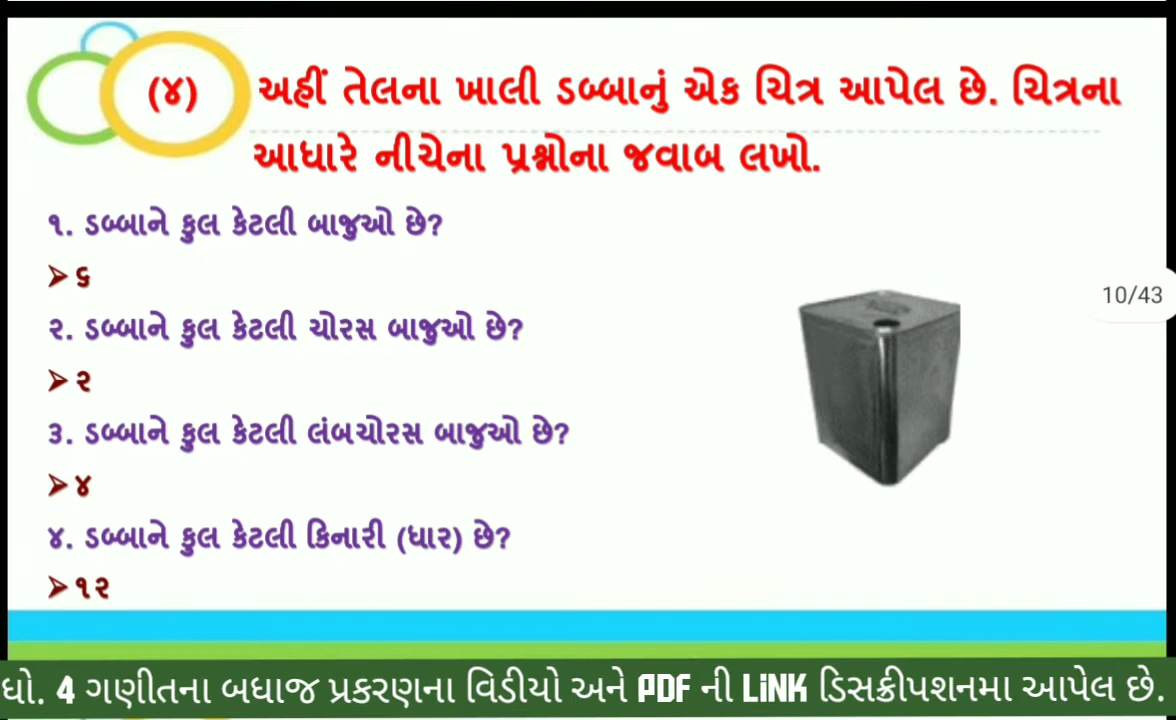 (૪) અહીં તેલના ખાલી ડબ્બાનું એક ચિત્ર આપેલ છે. ચિત્રના
આધારે નીચેના પ્રશ્નોના જવાબ લખો.
૧. ડબ્બાને કુલ કેટલી બાજુઓ છે?
➢ ૬
૨. ડબ્બાને કુલ કેટલી ચોરસ બાજુઓ છે?
➢ ૨
૩. ડબ્બાને કુલ કેટલી લંબચોરસ બાજુઓ છે?
➢ ૪
૪. ડબ્બાને કુલ કેટલી કિનારી (ધાર) છે?
➢ ૧૨
10/43
ધો. 4 ગણીતના બધાજ પ્રકરણના વિડીયો અને PDF ની LiNK ડિસક્રીપશનમા આપેલ છે.